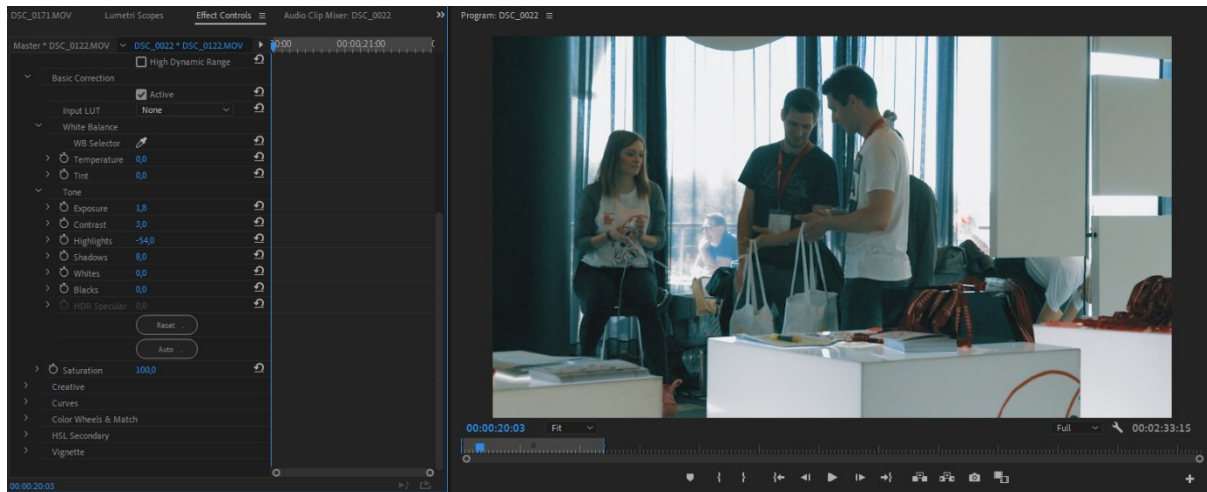 DSC_0171.MOV Lumetri Scopes Effect Controls Audio Clip Mixer: DSC_0022 Program: DSC_0022
Master * DSC_0122.MOV DSC_0022 * DSC_0122.MOV 0:00 00:00:21:00
High Dynamic Range
Basic Correction
Active
Input LUT None
White Balance
WB Selector
Temperature 0,0
Tint 0,0
Tone
Exposure 1,8
Contrast 3,0
Highlights -54,0
Shadows 8,0
Whites 0,0
Blacks 0,0
HDR Specular 0,0
Reset
Auto
Saturation 100,0
Creative
Curves
Color Wheels & Match
HSL Secondary
Vignette
00:00:20:03
00:00:20:03 Fit Full 00:02:33:15